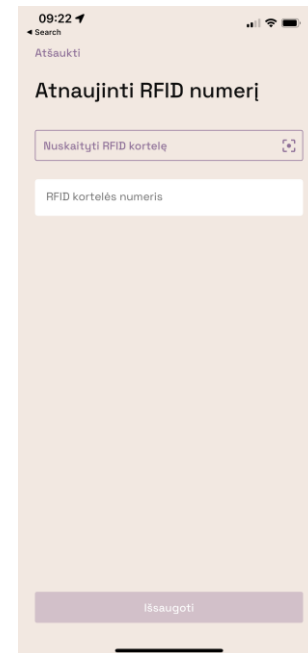 09:22
◀ Search
Atšaukti
Atnaujinti RFID numerį
Nuskaityti RFID kortelę
RFID kortelės numeris
Išsaugoti